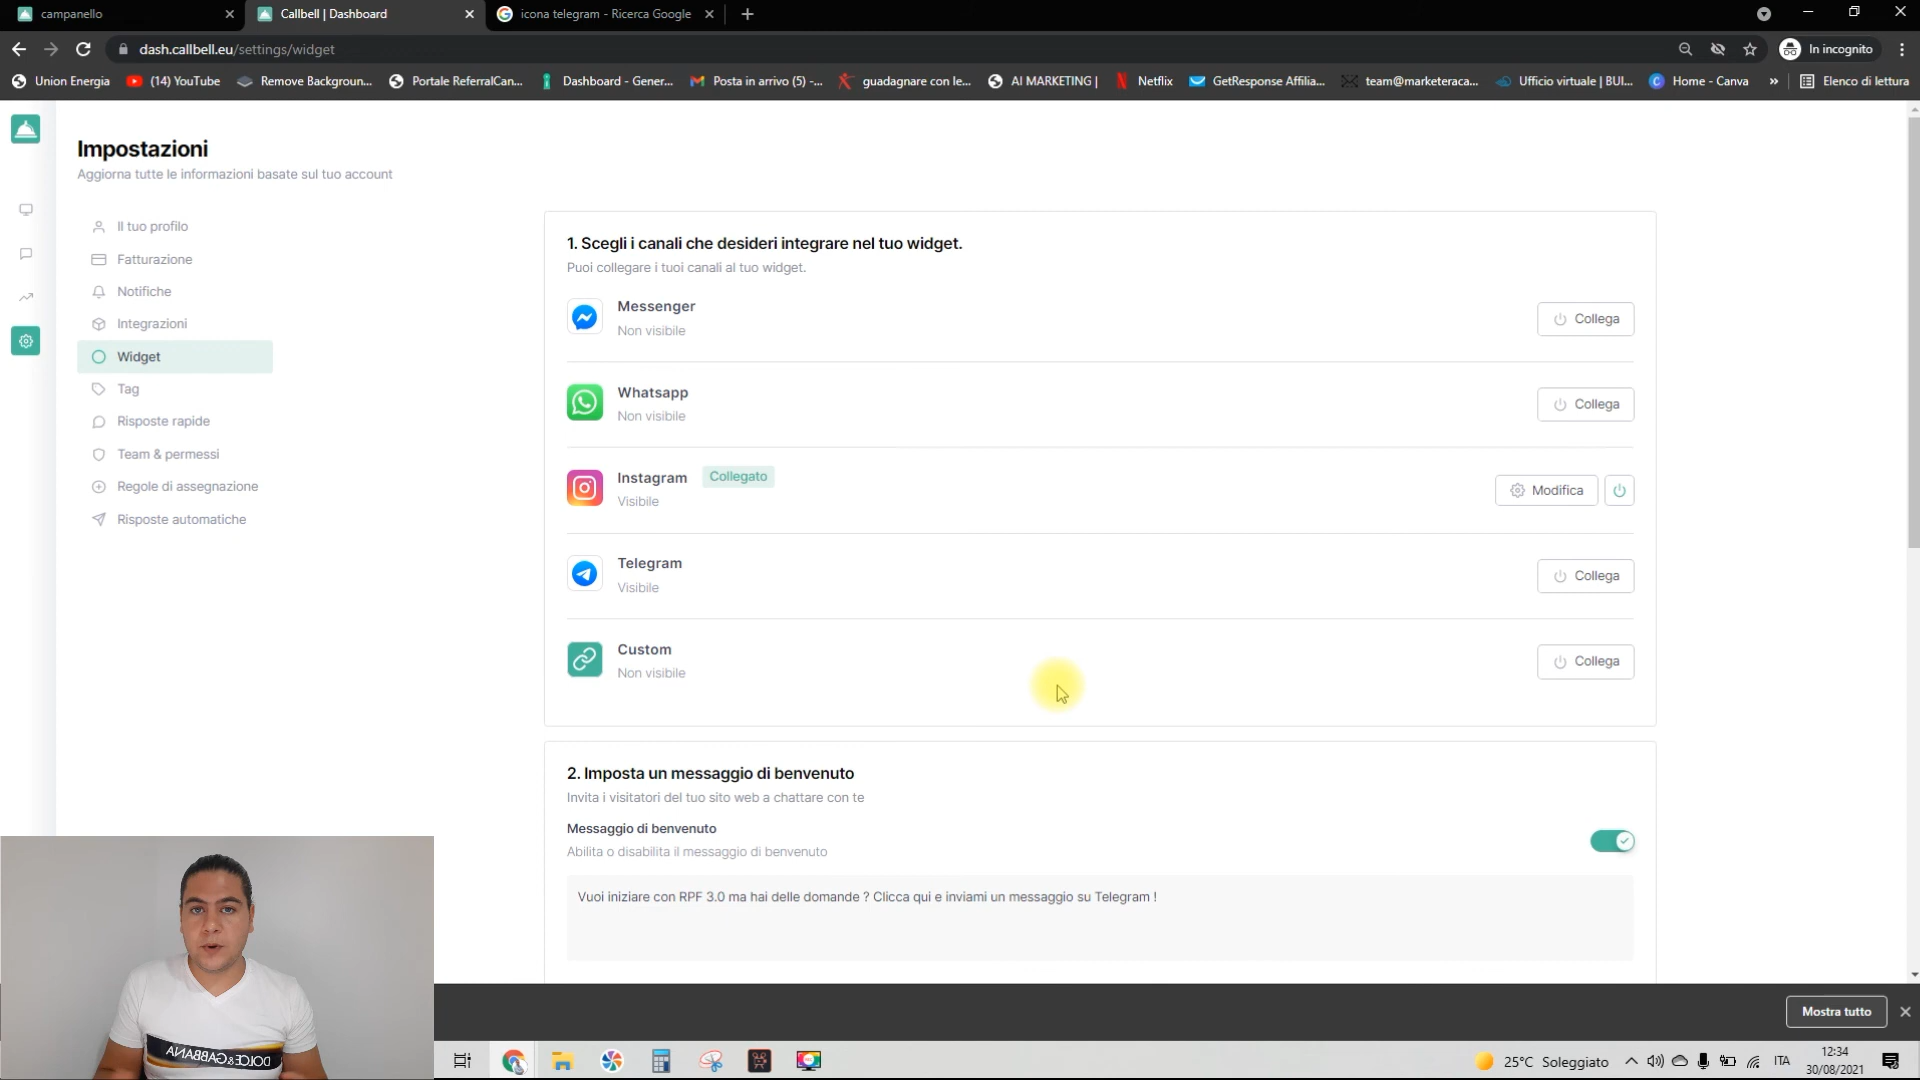 campanello
Callbell | Dashboard
icona telegram - Ricerca Google
dash.callbell.eu/settings/widget
In incognito
Union Energia
(14) YouTube
Remove Backgroun...
Portale ReferralCan...
Dashboard - Gener...
Posta in arrivo (5) -...
guadagnare con le...
AI MARKETING |
Netflix
GetResponse Affilia...
team@marketeraca...
Ufficio virtuale | BUI...
Home - Canva
»
Elenco di lettura
Impostazioni
Aggiorna tutte le informazioni basate sul tuo account
Il tuo profilo
Fatturazione
Notifiche
Integrazioni
Widget
Tag
Risposte rapide
Team & permessi
Regole di assegnazione
Risposte automatiche
1. Scegli i canali che desideri integrare nel tuo widget.
Puoi collegare i tuoi canali al tuo widget.
Messenger
Non visibile
Collega
Whatsapp
Non visibile
Collega
Instagram Collegato
Visibile
Modifica
Telegram
Visibile
Collega
Custom
Non visibile
Collega
2. Imposta un messaggio di benvenuto
Invita i visitatori del tuo sito web a chattare con te
Messaggio di benvenuto
Abilita o disabilita il messaggio di benvenuto
Vuoi iniziare con RPF 3.0 ma hai delle domande ? Clicca qui e inviami un messaggio su Telegram !
DOLCE&GABBANA
Mostra tutto
25°C Soleggiato
ITA
12:34
30/08/2021